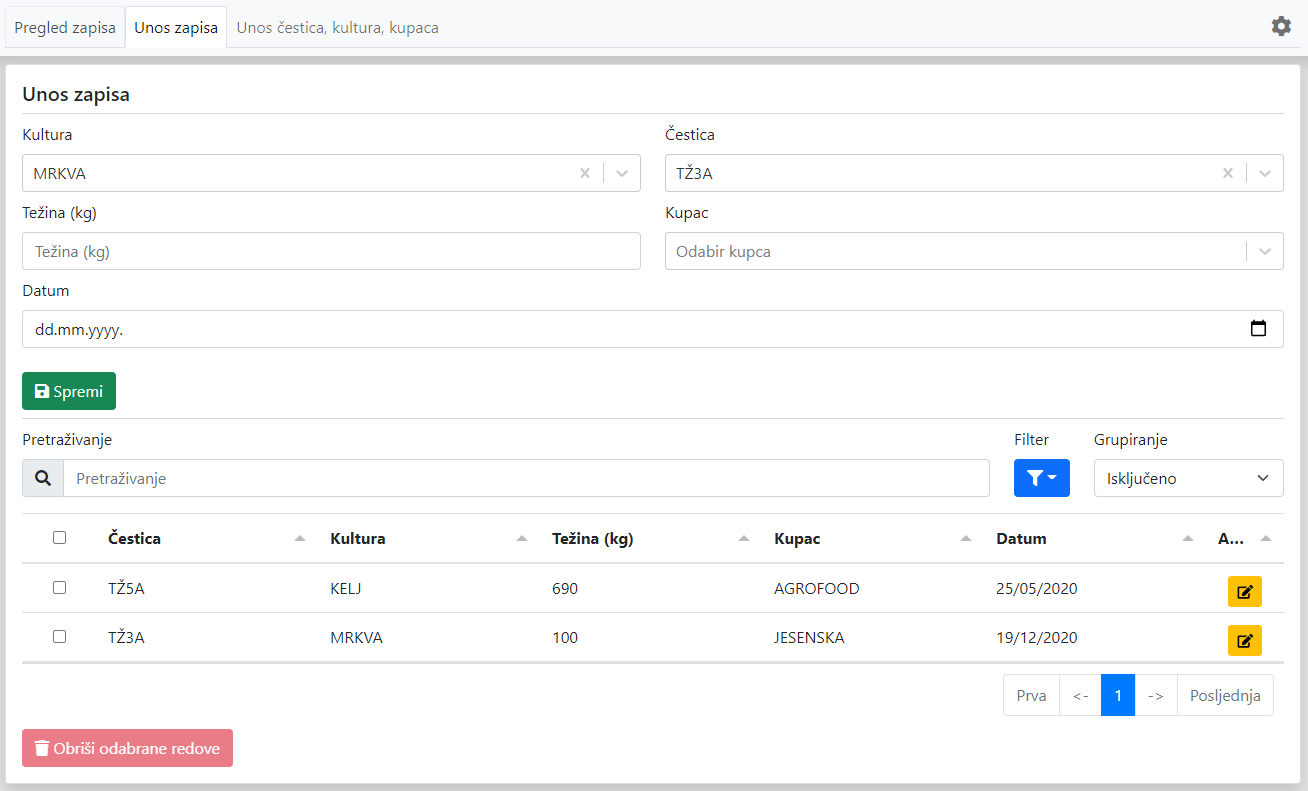 Pregled zapisa Unos zapisa Unos čestica, kultura, kupaca
Unos zapisa
Kultura Čestica
MRKVA TŽ3A
Težina (kg) Kupac
Težina (kg) Odabir kupca
Datum
dd.mm.yyyy.
Spremi
Pretraživanje Filter Grupiranje
Pretraživanje Isključeno
Čestica Kultura Težina (kg) Kupac Datum A...
TŽ5A KELJ 690 AGROFOOD 25/05/2020
TŽ3A MRKVA 100 JESENSKA 19/12/2020
Prva <- 1 -> Posljednja
Obriši odabrane redove